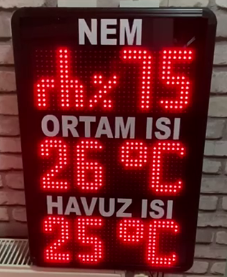 NEM
rh%75
ORTAM ISI
26 °C
HAVUZ ISI
25 °C